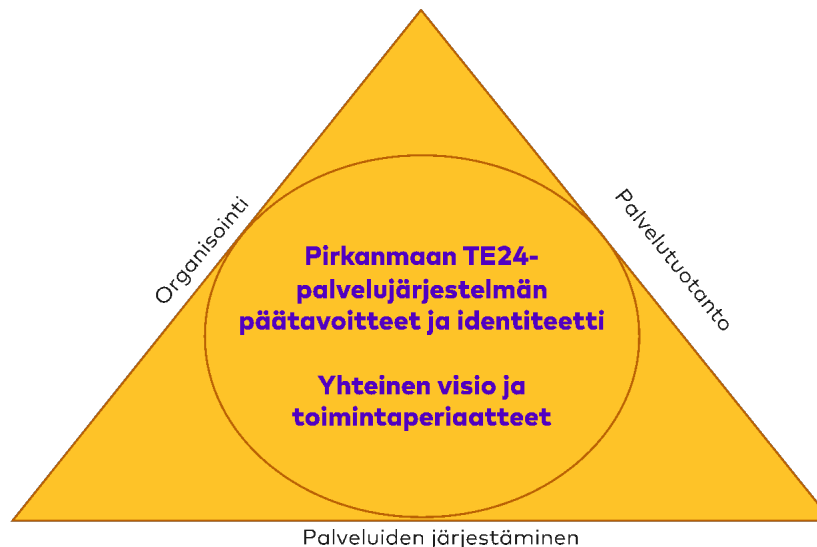 Organisointi
Palvelutuotanto
Pirkanmaan TE24-
palvelujärjestelmän
päätavoitteet ja identiteetti
Yhteinen visio ja
toimintaperiaatteet
Palveluiden järjestäminen